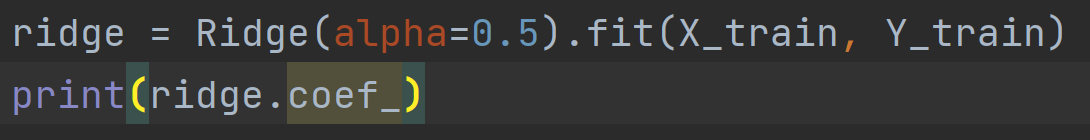 ridge = Ridge(alpha=0.5).fit(X_train, Y_train)
print(ridge.coef_)